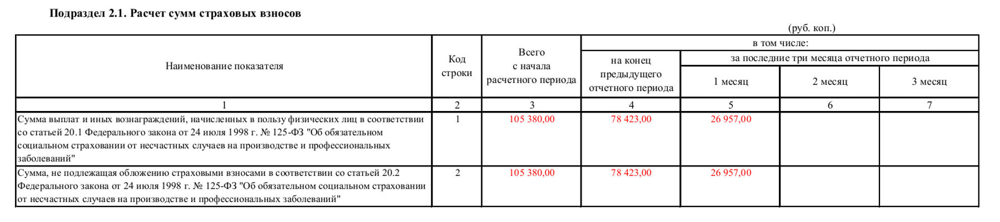 Подраздел 2.1. Расчет сумм страховых взносов
(руб. коп.)
Наименование показателя
Код
строки
Всего
с начала
расчетного периода
в том числе:
на конец
предыдущего
отчетного периода
за последние три месяца отчетного периода
1 месяц
2 месяц
3 месяц
1 2 3 4 5 6 7
Сумма выплат и иных вознаграждений, начисленных в пользу физических лиц в соответствии
со статьей 20.1 Федерального закона от 24 июля 1998 г. № 125-ФЗ "Об обязательном
социальном страховании от несчастных случаев на производстве и профессиональных
заболеваний"
1 105 380,00 78 423,00 26 957,00
Сумма, не подлежащая обложению страховыми взносами в соответствии со статьей 20.2
Федерального закона от 24 июля 1998 г. № 125-ФЗ "Об обязательном социальном страховании
от несчастных случаев на производстве и профессиональных заболеваний"
2 105 380,00 78 423,00 26 957,00